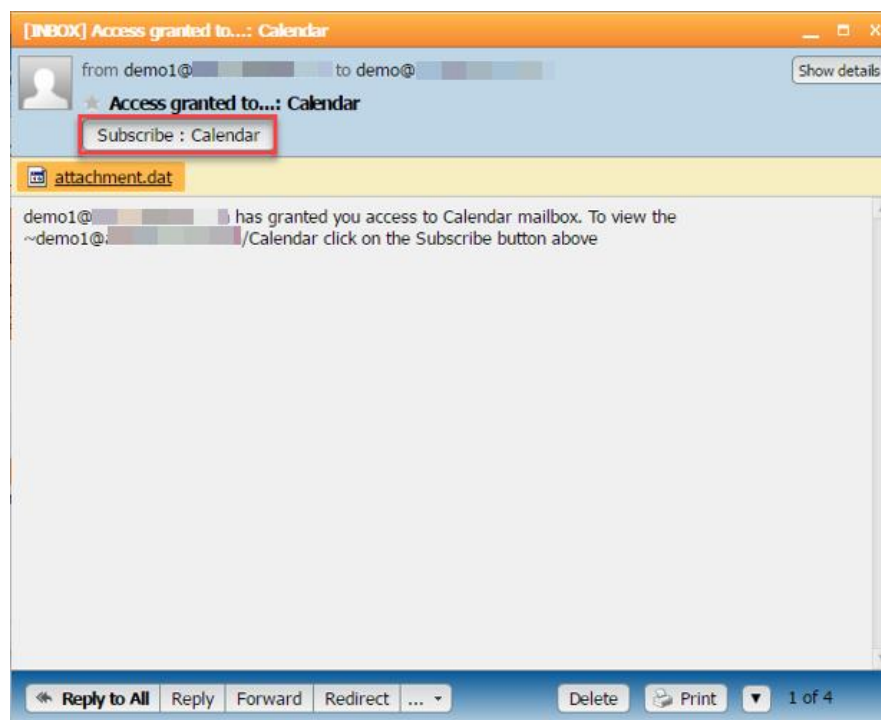 [INBOX] Access granted to...: Calendar
from demo1@ to demo@
Show details
Access granted to...: Calendar
Subscribe : Calendar
attachment.dat
demo1@ has granted you access to Calendar mailbox. To view the
~demo1@ /Calendar click on the Subscribe button above
Reply to All Reply Forward Redirect ... Delete Print 1 of 4